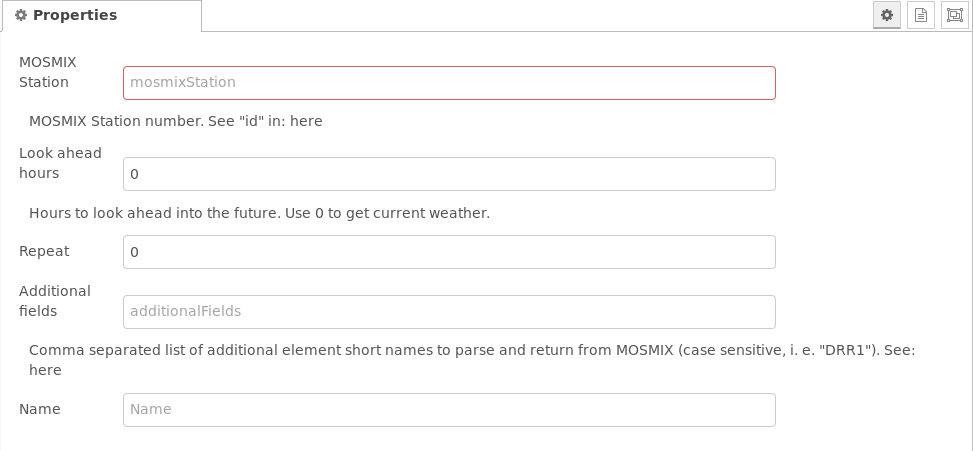 Properties
MOSMIX
Station
mosmixStation
MOSMIX Station number. See "id" in: here
Look ahead
hours
0
Hours to look ahead into the future. Use 0 to get current weather.
Repeat
0
Additional
fields
additionalFields
Comma separated list of additional element short names to parse and return from MOSMIX (case sensitive, i. e. "DRR1"). See:
here
Name
Name